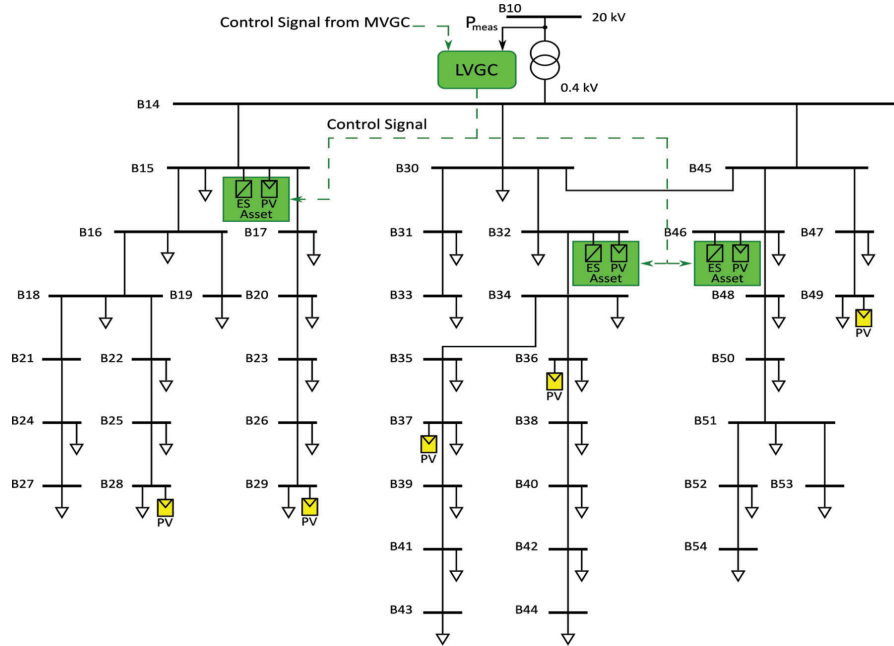 B10
20 kV
Control Signal from MVGC
Pmeas
LVGC
0.4 kV
B14
Control Signal
B15
B30
B45
ES PV
Asset
B16
B17
B31
B32
B46
B47
ES PV
Asset
ES PV
Asset
B18
B19
B20
B33
B34
B48
B49
PV
B21
B22
B23
B35
B36
B50
PV
B24
B25
B26
B37
B38
B51
PV
B27
B28
B29
B39
B40
B52
B53
PV
PV
B41
B42
B54
B43
B44